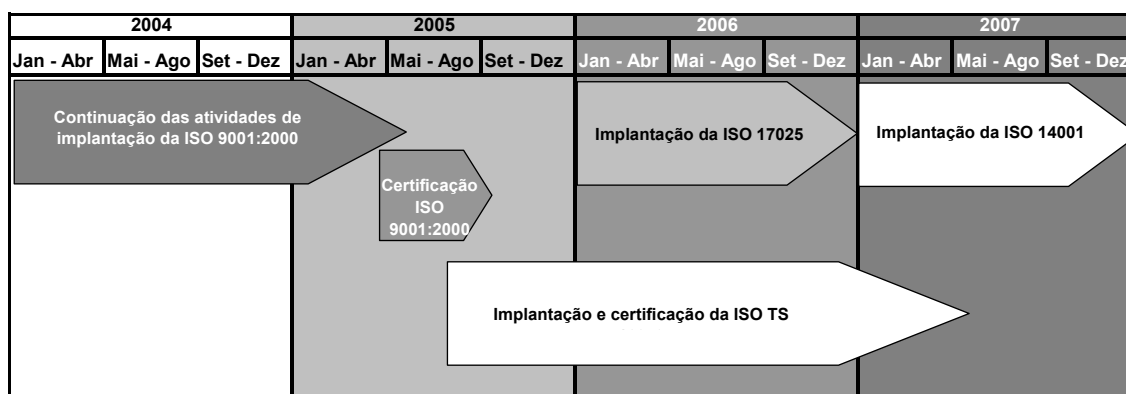 2004 2005 2006 2007
Jan - Abr Mai - Ago Set - Dez Jan - Abr Mai - Ago Set - Dez Jan - Abr Mai - Ago Set - Dez Jan - Abr Mai - Ago Set - Dez
Continuação das atividades de
implantação da ISO 9001:2000
Implantação da ISO 17025
Implantação da ISO 14001
Certificação
ISO
9001:2000
Implantação e certificação da ISO TS